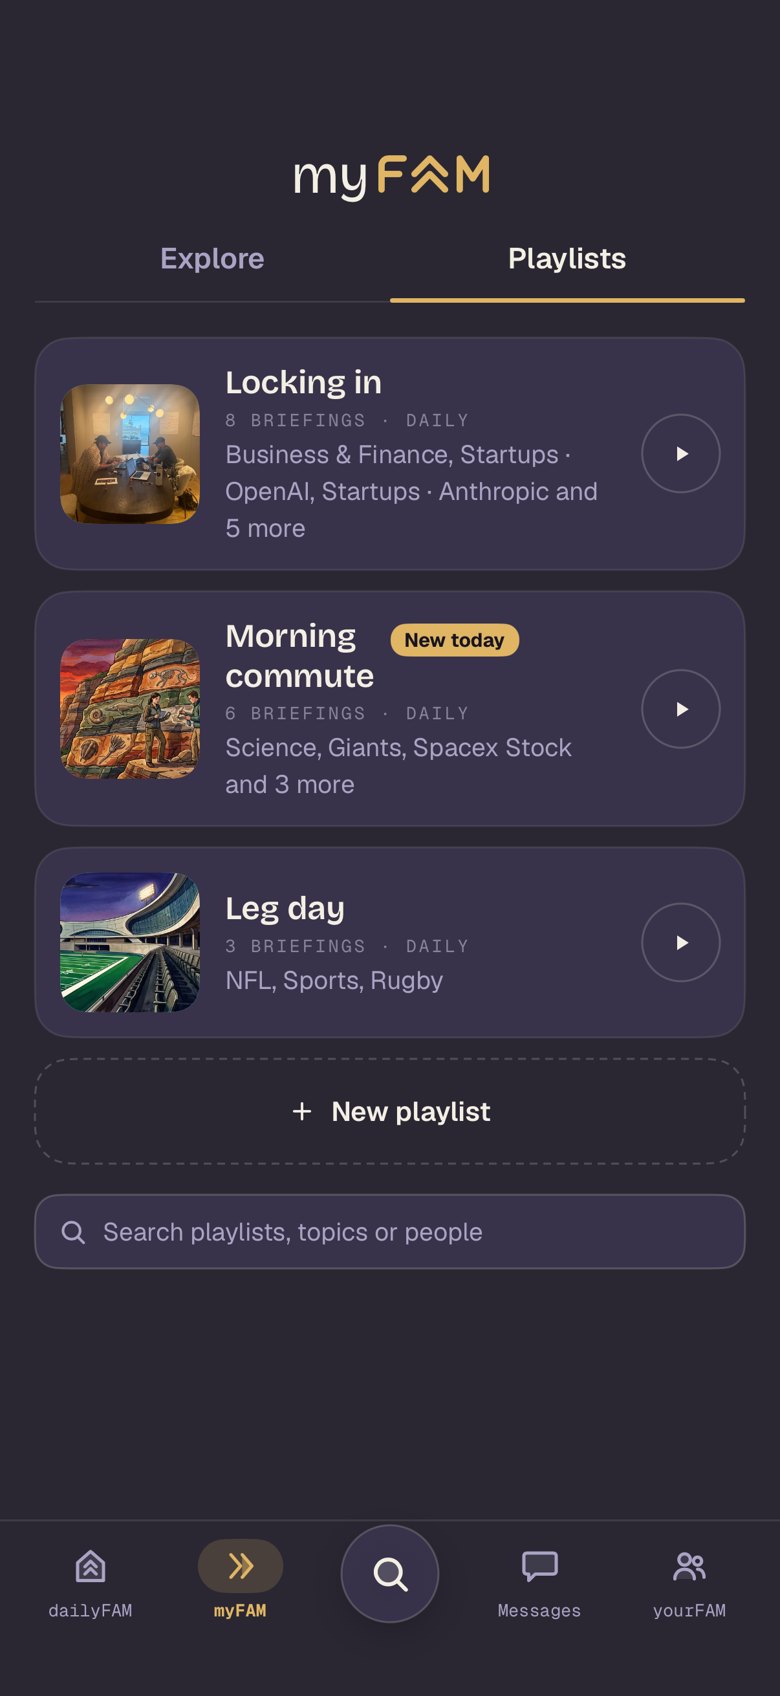 myFAM
Explore
Playlists
Locking in
8 BRIEFINGS · DAILY
Business & Finance, Startups ·
OpenAI, Startups · Anthropic and
5 more
Morning
New today
commute
6 BRIEFINGS · DAILY
Science, Giants, Spacex Stock
and 3 more
Leg day
3 BRIEFINGS · DAILY
NFL, Sports, Rugby
+ New playlist
Search playlists, topics or people
dailyFAM
myFAM
Messages
yourFAM